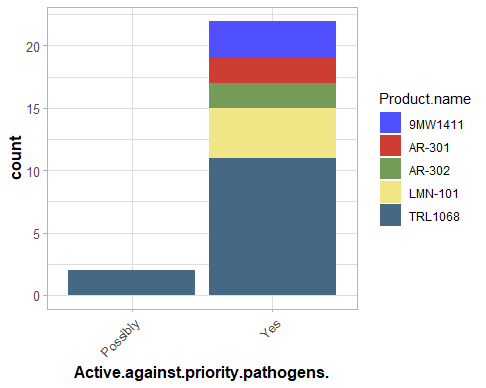 count
20
15
10
5
0
Possibly
Yes
Active.against.priority.pathogens.
Product.name
9MW1411
AR-301
AR-302
LMN-101
TRL1068